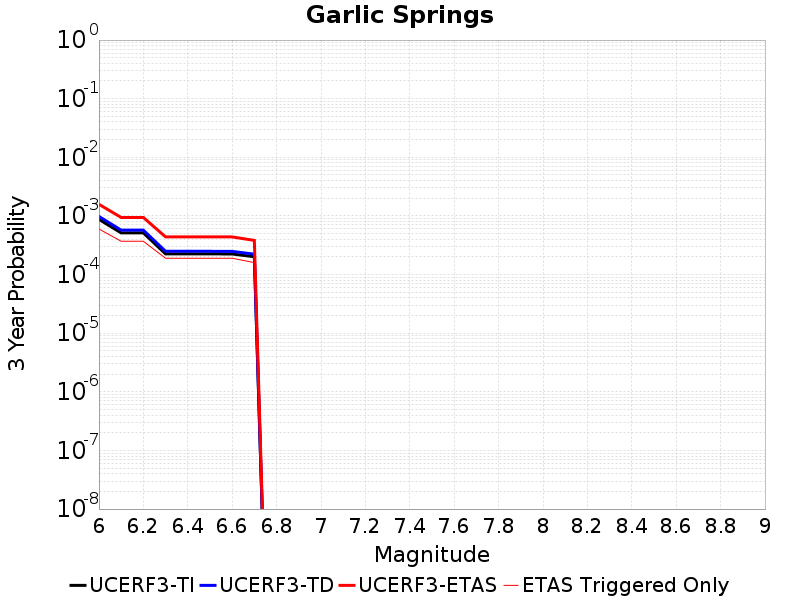 Garlic Springs
10^0
10^-1
10^-2
10^-3
10^-4
10^-5
10^-6
10^-7
10^-8
3 Year Probability
6 6.2 6.4 6.6 6.8 7 7.2 7.4 7.6 7.8 8 8.2 8.4 8.6 8.8 9
Magnitude
UCERF3-TI UCERF3-TD UCERF3-ETAS ETAS Triggered Only